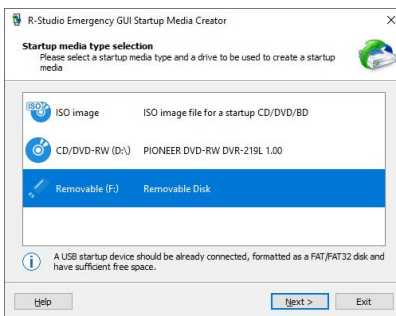 R-Studio Emergency GUI Startup Media Creator
Startup media type selection
Please select a startup media type and a drive to be used to create a startup
media
ISO
ISO image ISO image file for a startup CD/DVD/BD
CD/DVD-RW (D:\) PIONEER DVD-RW DVR-219L 1.00
Removable (F:) Removable Disk
A USB startup device should be already connected, formatted as a FAT/FAT32 disk and
have sufficient free space.
Help Next > Exit